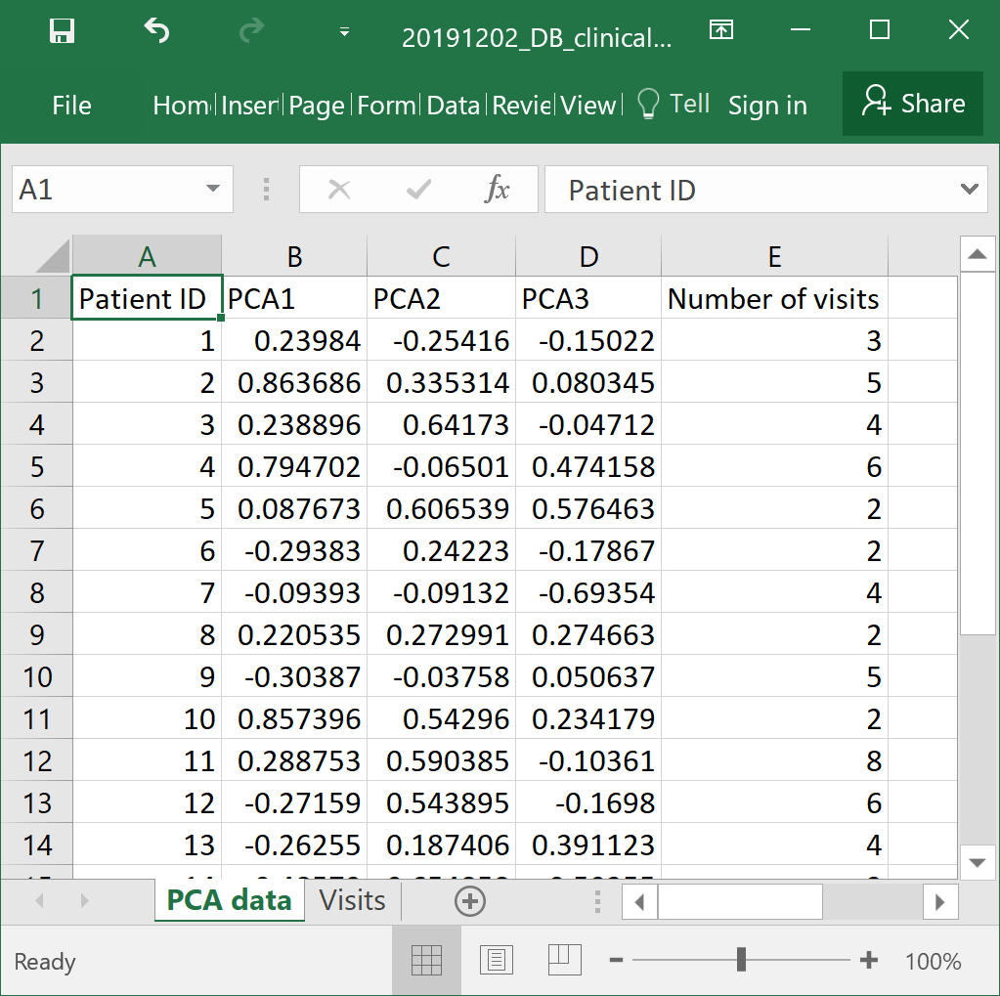 20191202_DB_clinical...
File Hom Inser Page Form Data Revie View Tell Sign in Share
A1 fx Patient ID
A B C D E
1 Patient ID PCA1 PCA2 PCA3 Number of visits
2 1 0.23984 -0.25416 -0.15022 3
3 2 0.863686 0.335314 0.080345 5
4 3 0.238896 0.64173 -0.04712 4
5 4 0.794702 -0.06501 0.474158 6
6 5 0.087673 0.606539 0.576463 2
7 6 -0.29383 0.24223 -0.17867 2
8 7 -0.09393 -0.09132 -0.69354 4
9 8 0.220535 0.272991 0.274663 2
10 9 -0.30387 -0.03758 0.050637 5
11 10 0.857396 0.54296 0.234179 2
12 11 0.288753 0.590385 -0.10361 8
13 12 -0.27159 0.543895 -0.1698 6
14 13 -0.26255 0.187406 0.391123 4
PCA data Visits
Ready 100%